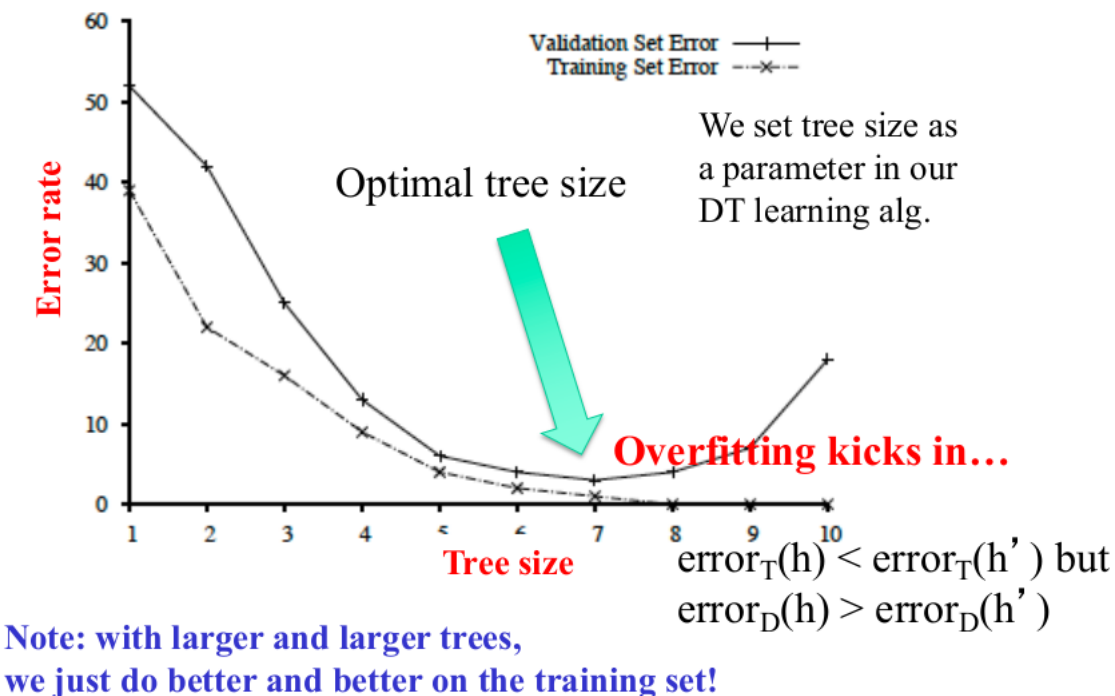 60
50
40
30
20
10
0
Error rate
Validation Set Error
Training Set Error
We set tree size as
a parameter in our
DT learning alg.
Optimal tree size
Overfitting kicks in…
1 2 3 4 7 8 9 10
Tree size
errorT(h) < errorT(h’) but
errorD(h) > errorD(h’)
Note: with larger and larger trees,
we just do better and better on the training set!